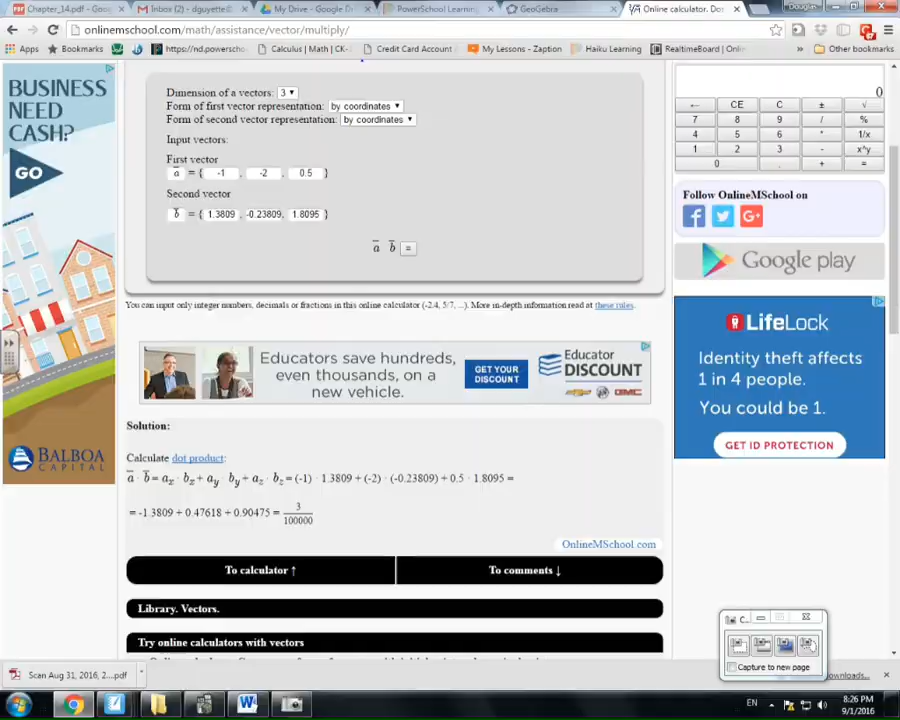 Chapter_14.pdf - Goog
Inbox (2) - dguyette@
My Drive - Google D
PowerSchool Learning
GeoGebra
Online calculator. Dot
Douglas
onlinemschool.com/math/assistance/vector/multiply/
Apps
Bookmarks
https://nd.powersch
Calculus | Math | CK-
Credit Card Account
My Lessons - Zaption
Haiku Learning
RealtimeBoard | Onli
Other bookmarks
BUSINESS
NEED
CASH?
GO
BALBOA
CAPITAL
Dimension of a vectors: 3
Form of first vector representation: by coordinates
Form of second vector representation: by coordinates
Input vectors:
First vector
a = { -1 , -2 , 0.5 }
Second vector
b = { 1.3809 , -0.23809, 1.8095 }
a b =
You can input only integer numbers, decimals or fractions in this online calculator (-2.4, 5/7, ...). More in-depth information read at these rules.
Educators save hundreds,
even thousands, on a
new vehicle.
GET YOUR
DISCOUNT
Educator
DISCOUNT
CHEVROLET
BUICK
GMC
Solution:
Calculate dot product:
a · b = ax · bx + ay · by + az · bz = (-1) · 1.3809 + (-2) · (-0.23809) + 0.5 · 1.8095 =
= -1.3809 + 0.47618 + 0.90475 = 3
100000
OnlineMSchool.com
To calculator ↑
To comments ↓
Library. Vectors.
Try online calculators with vectors
0
← CE C ± √
7 8 9 / %
4 5 6 * 1/x
1 2 3 - x^y
0 . + =
Follow OnlineMSchool on
Google play
LifeLock
Identity theft affects
1 in 4 people.
You could be 1.
GET ID PROTECTION
C...
Capture to new page
Scan Aug 31, 2016, 2....pdf
ownloads...
EN
8:26 PM
9/1/2016